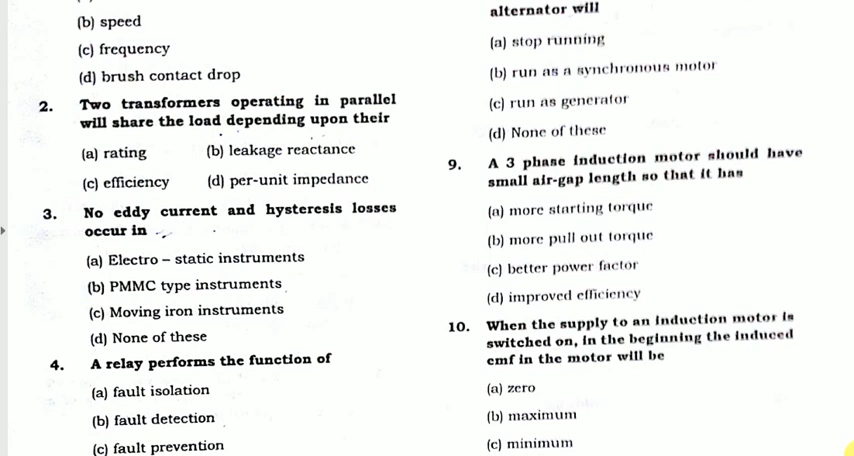 (b) speed
(c) frequency
(d) brush contact drop
2. Two transformers operating in parallel
will share the load depending upon their
(a) rating (b) leakage reactance
(c) efficiency (d) per-unit impedance
3. No eddy current and hysteresis losses
occur in
(a) Electro – static instruments
(b) PMMC type instruments
(c) Moving iron instruments
(d) None of these
4. A relay performs the function of
(a) fault isolation
(b) fault detection
(c) fault prevention
alternator will
(a) stop running
(b) run as a synchronous motor
(c) run as generator
(d) None of these
9. A 3 phase induction motor should have
small air-gap length so that it has
(a) more starting torque
(b) more pull out torque
(c) better power factor
(d) improved efficiency
10. When the supply to an induction motor is
switched on, in the beginning the induced
emf in the motor will be
(a) zero
(b) maximum
(c) minimum